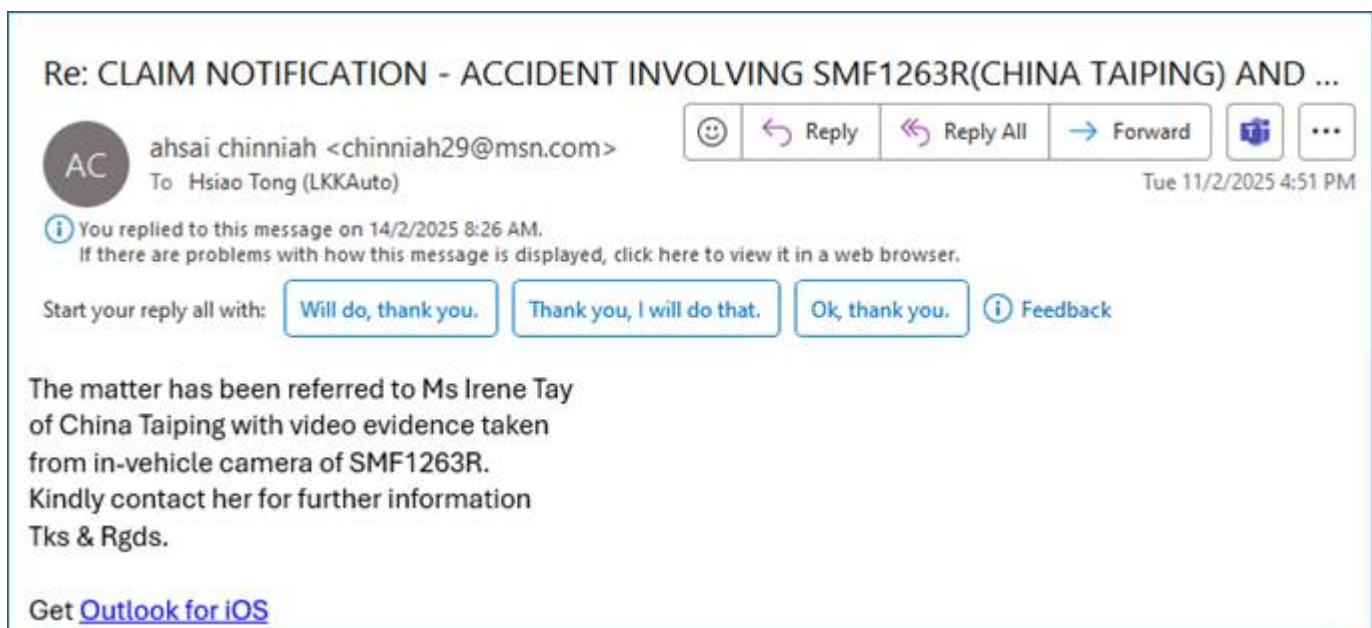 Re: CLAIM NOTIFICATION - ACCIDENT INVOLVING SMF1263R(CHINA TAIPING) AND ...
AC
ahsai chinniah <chinniah29@msn.com>
Reply
Reply All
Forward
To Hsiao Tong (LKKAuto)
Tue 11/2/2025 4:51 PM
You replied to this message on 14/2/2025 8:26 AM.
If there are problems with how this message is displayed, click here to view it in a web browser.
Start your reply all with: Will do, thank you. Thank you, I will do that. Ok, thank you. Feedback
The matter has been referred to Ms Irene Tay
of China Taiping with video evidence taken
from in-vehicle camera of SMF1263R.
Kindly contact her for further information
Tks & Rgds.
Get Outlook for iOS